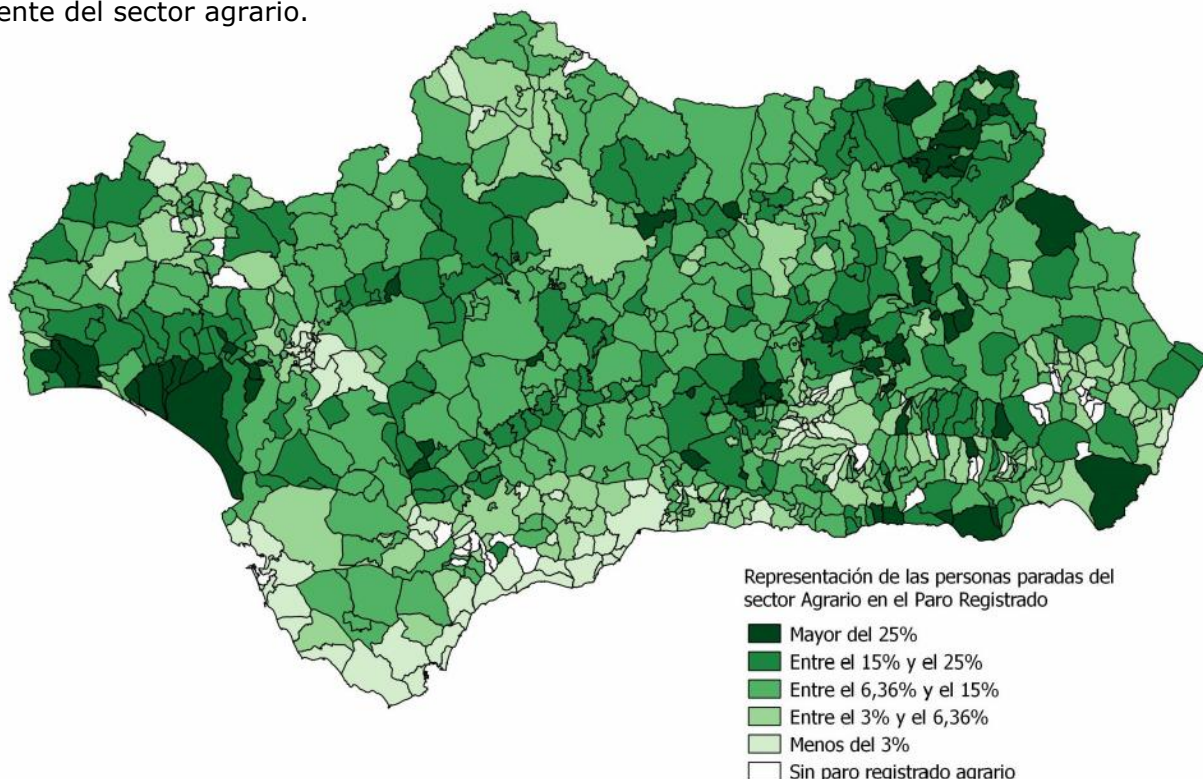 ente del sector agrario.
Representación de las personas paradas del
sector Agrario en el Paro Registrado
Mayor del 25%
Entre el 15% y el 25%
Entre el 6,36% y el 15%
Entre el 3% y el 6,36%
Menos del 3%
Sin paro registrado agrario